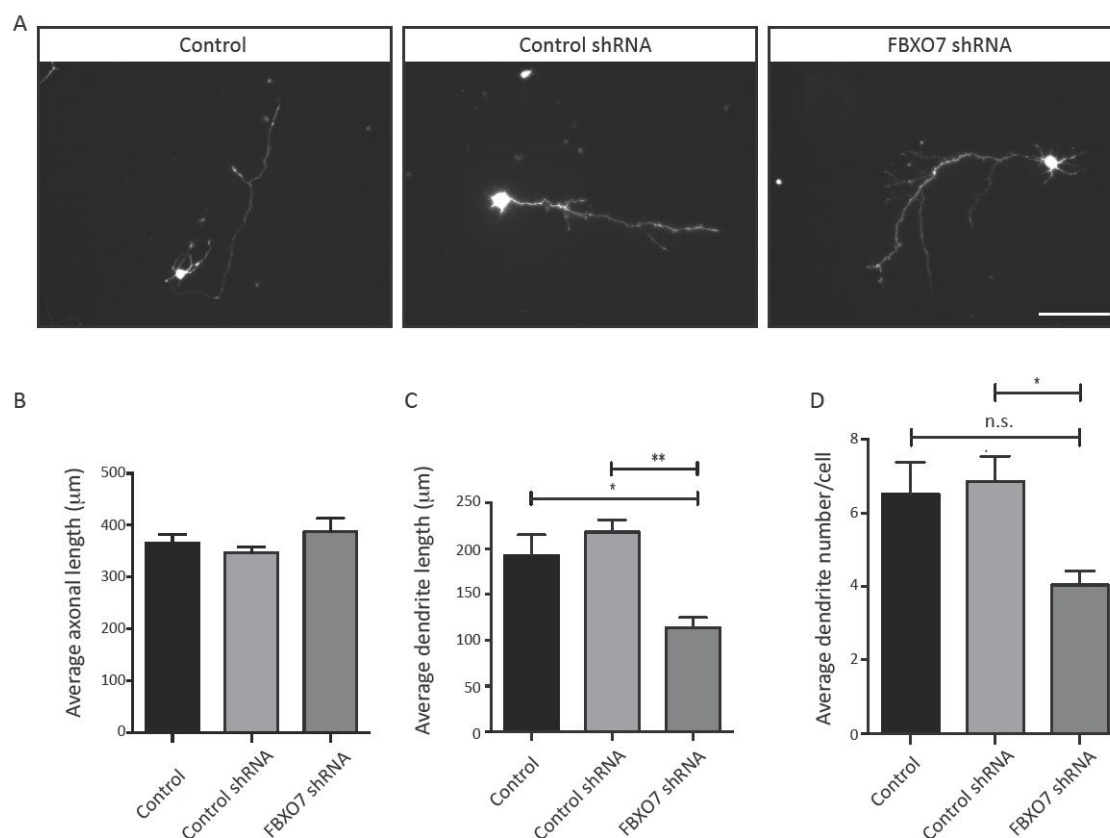 A
Control
Control shRNA
FBXO7 shRNA
B
Average axonal length (μm)
500
400
300
200
100
0
Control
Control shRNA
FBXO7 shRNA
C
**
*
Average dendrite length (μm)
250
200
150
100
50
0
Control
Control shRNA
FBXO7 shRNA
D
*
n.s.
Average dendrite number/cell
8
6
4
2
0
Control
Control shRNA
FBXO7 shRNA